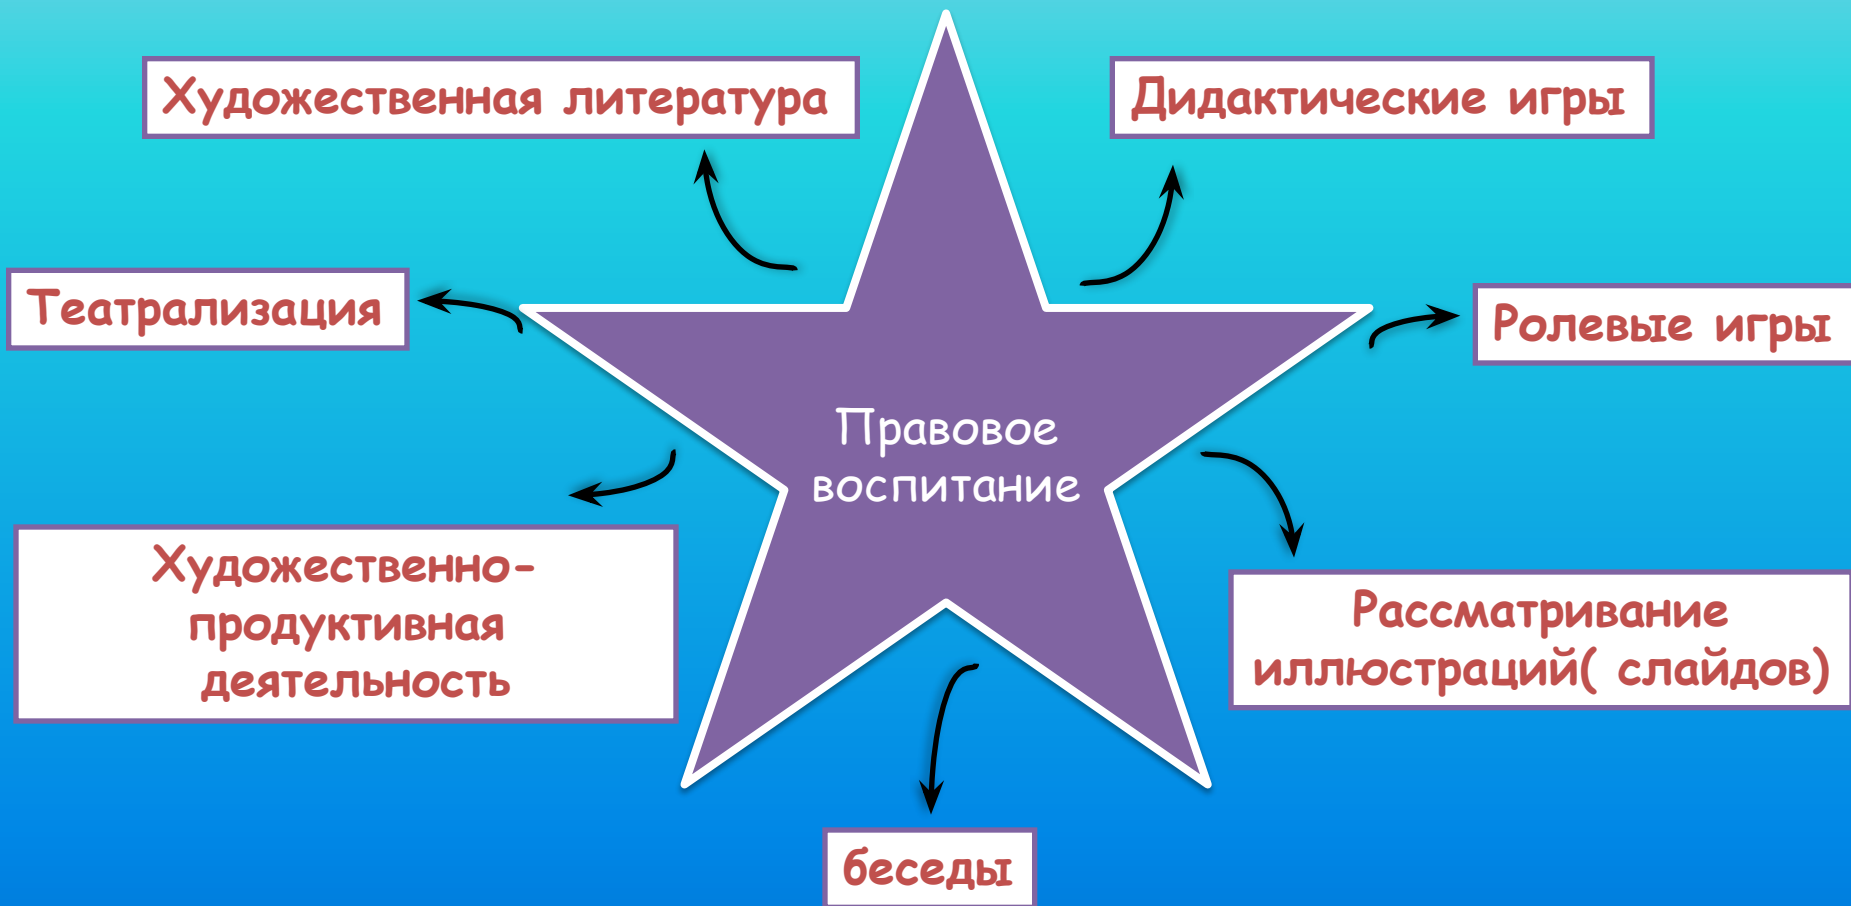 Художественная литература
Дидактические игры
Театрализация
Ролевые игры
Правовое
воспитание
Художественно-
продуктивная
деятельность
Рассматривание
иллюстраций( слайдов)
беседы